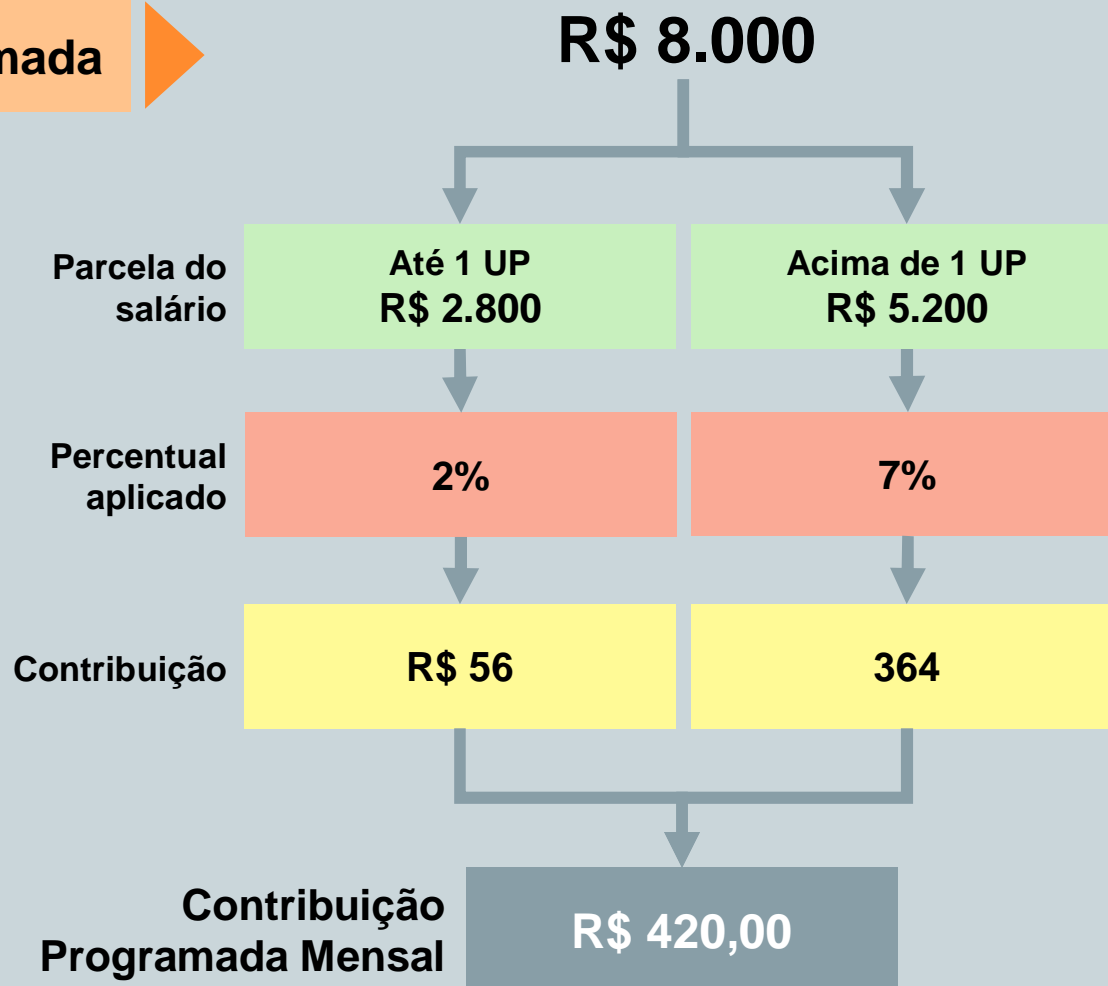 mada
R$ 8.000
Parcela do
salário
Até 1 UP
R$ 2.800
Acima de 1 UP
R$ 5.200
Percentual
aplicado
2%
7%
Contribuição
R$ 56
364
Contribuição
Programada Mensal
R$ 420,00